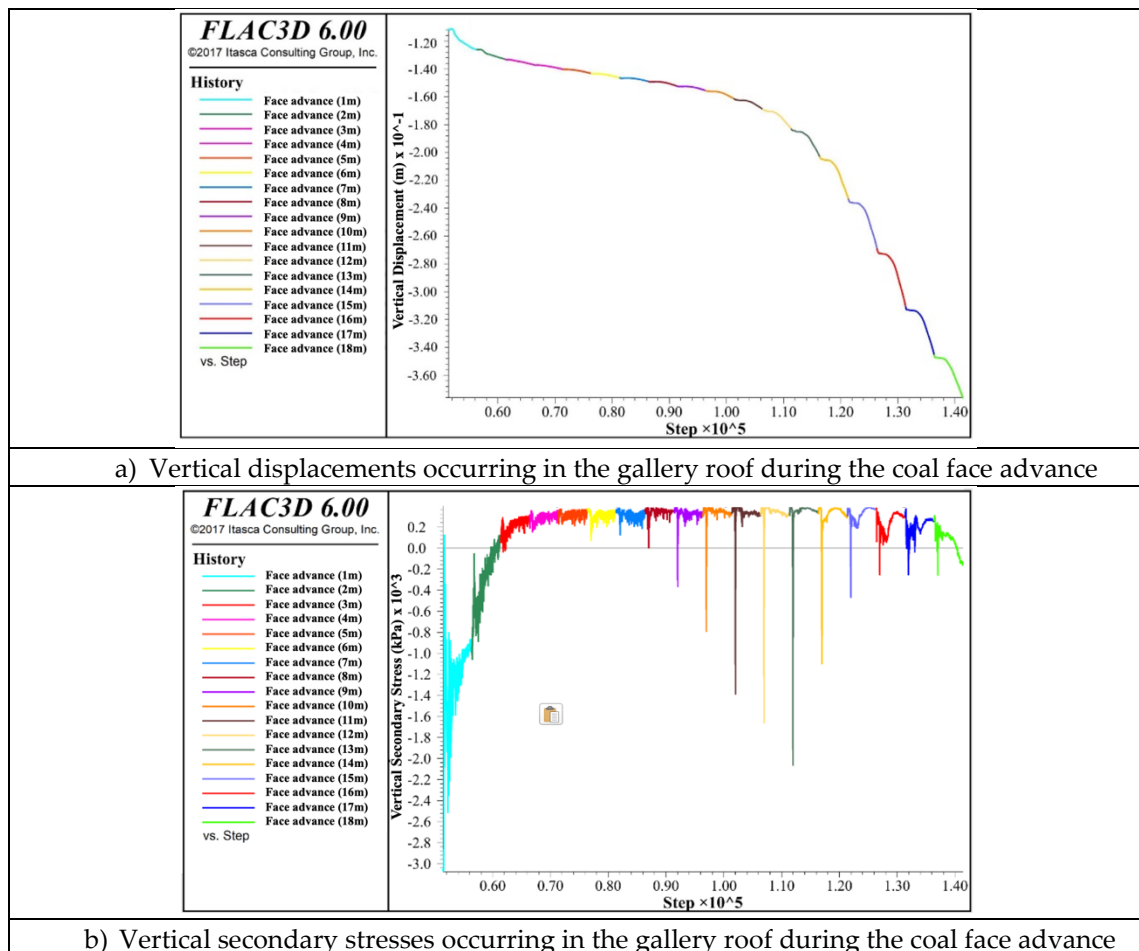 FLAC3D 6.00
©2017 Itasca Consulting Group, Inc.
History
Face advance (1m)
Face advance (2m)
Face advance (3m)
Face advance (4m)
Face advance (5m)
Face advance (6m)
Face advance (7m)
Face advance (8m)
Face advance (9m)
Face advance (10m)
Face advance (11m)
Face advance (12m)
Face advance (13m)
Face advance (14m)
Face advance (15m)
Face advance (16m)
Face advance (17m)
Face advance (18m)
vs. Step
Vertical Displacement (m) x 10^-1
-1.20
-1.40
-1.60
-1.80
-2.00
-2.20
-2.40
-2.60
-2.80
-3.00
-3.20
-3.40
-3.60
0.60 0.70 0.80 0.90 1.00 1.10 1.20 1.30 1.40
Step ×10^5
a) Vertical displacements occurring in the gallery roof during the coal face advance
FLAC3D 6.00
©2017 Itasca Consulting Group, Inc.
History
Face advance (1m)
Face advance (2m)
Face advance (3m)
Face advance (4m)
Face advance (5m)
Face advance (6m)
Face advance (7m)
Face advance (8m)
Face advance (9m)
Face advance (10m)
Face advance (11m)
Face advance (12m)
Face advance (13m)
Face advance (14m)
Face advance (15m)
Face advance (16m)
Face advance (17m)
Face advance (18m)
vs. Step
Vertical Secondary Stress (kPa) x 10^3
0.2
0.0
-0.2
-0.4
-0.6
-0.8
-1.0
-1.2
-1.4
-1.6
-1.8
-2.0
-2.2
-2.4
-2.6
-2.8
-3.0
0.60 0.70 0.80 0.90 1.00 1.10 1.20 1.30 1.40
Step ×10^5
b) Vertical secondary stresses occurring in the gallery roof during the coal face advance